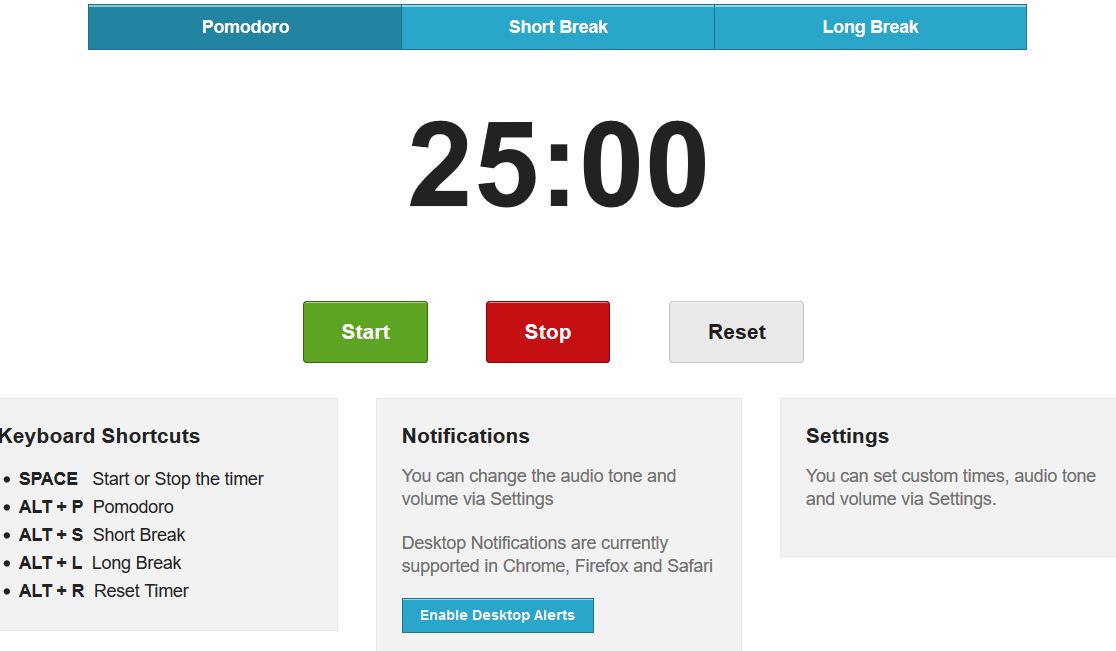 Pomodoro Short Break Long Break
25:00
Start Stop Reset
Keyboard Shortcuts
SPACE Start or Stop the timer
ALT + P Pomodoro
ALT + S Short Break
ALT + L Long Break
ALT + R Reset Timer
Notifications
You can change the audio tone and
volume via Settings
Desktop Notifications are currently
supported in Chrome, Firefox and Safari
Enable Desktop Alerts
Settings
You can set custom times, audio tone
and volume via Settings.